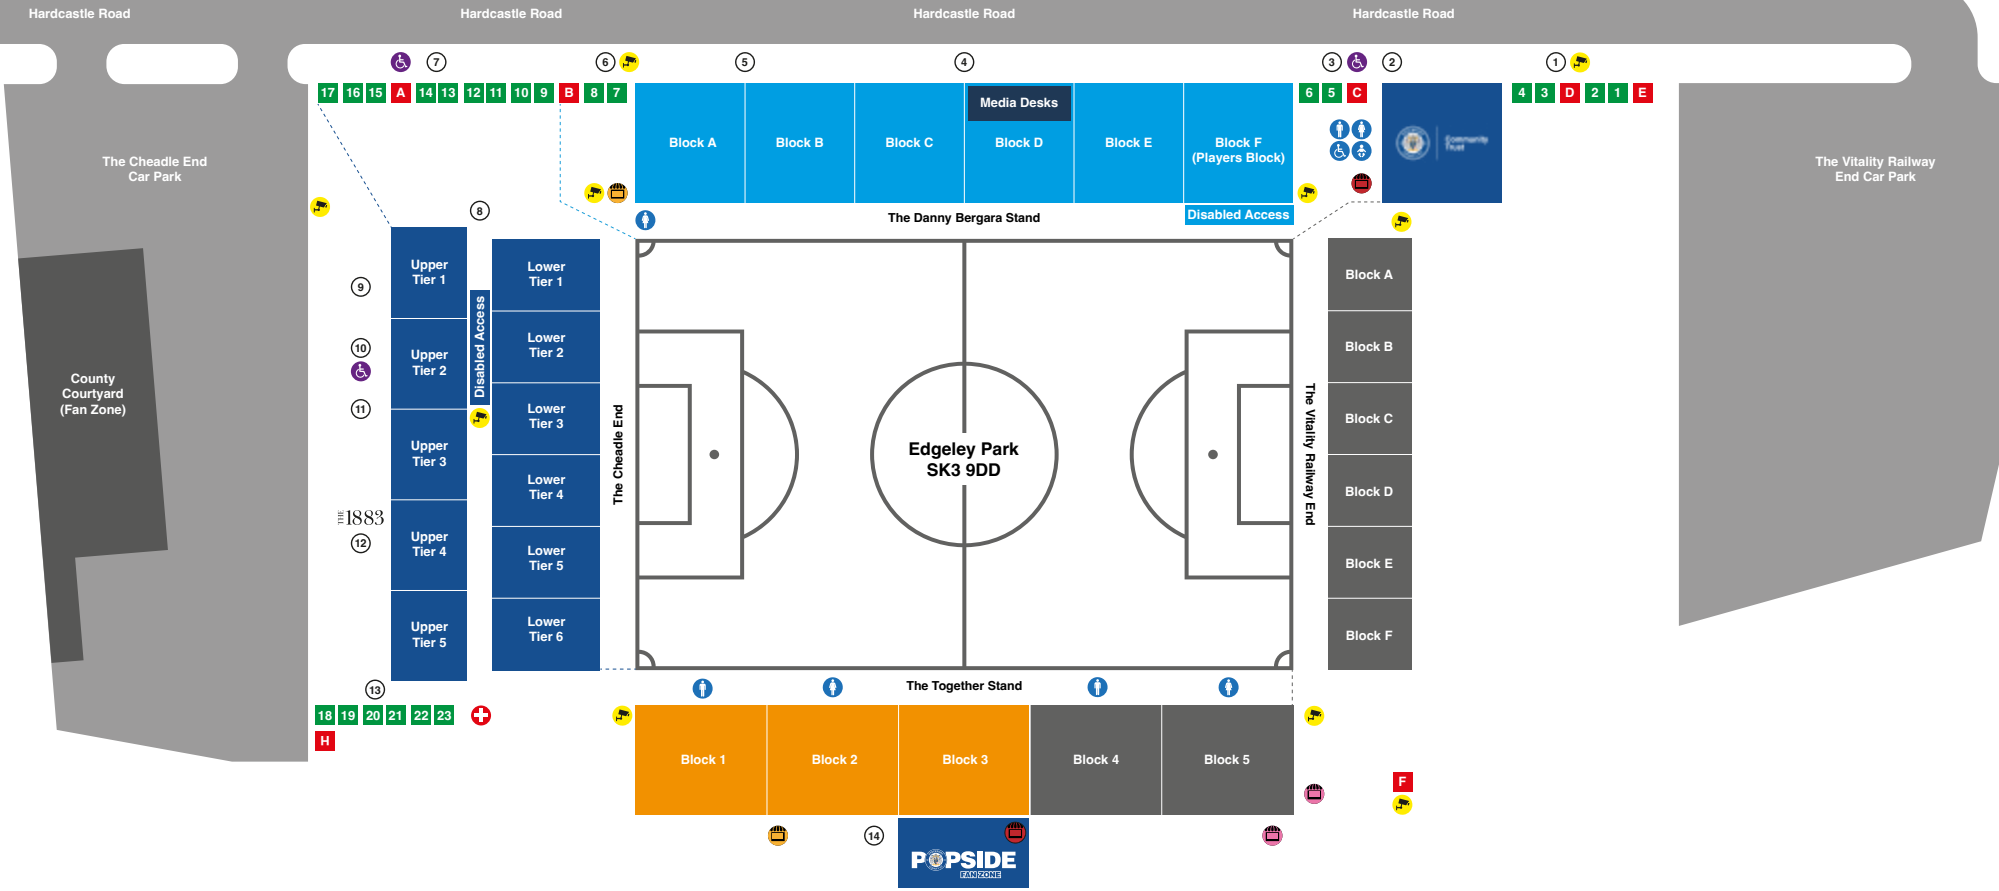 Hardcastle Road
Hardcastle Road
Hardcastle Road
Hardcastle Road
7
6
5
4
3
2
1
17 16 15 A 14 13 12 11 10 9 B 8 7
6 5 C
4 3 D 2 1 E
Media Desks
Block A
Block B
Block C
Block D
Block E
Block F
(Players Block)
Community
Trust
The Cheadle End
Car Park
The Vitality Railway
End Car Park
The Danny Bergara Stand
Disabled Access
8
9
10
11
THE 1883
12
13
Upper
Tier 1
Upper
Tier 2
Upper
Tier 3
Upper
Tier 4
Upper
Tier 5
Disabled Access
Lower
Tier 1
Lower
Tier 2
Lower
Tier 3
Lower
Tier 4
Lower
Tier 5
Lower
Tier 6
The Cheadle End
County
Courtyard
(Fan Zone)
Edgeley Park
SK3 9DD
The Vitality Railway End
Block A
Block B
Block C
Block D
Block E
Block F
The Together Stand
18 19 20 21 22 23
H
Block 1
Block 2
Block 3
Block 4
Block 5
F
14
POPSIDE
FAN ZONE